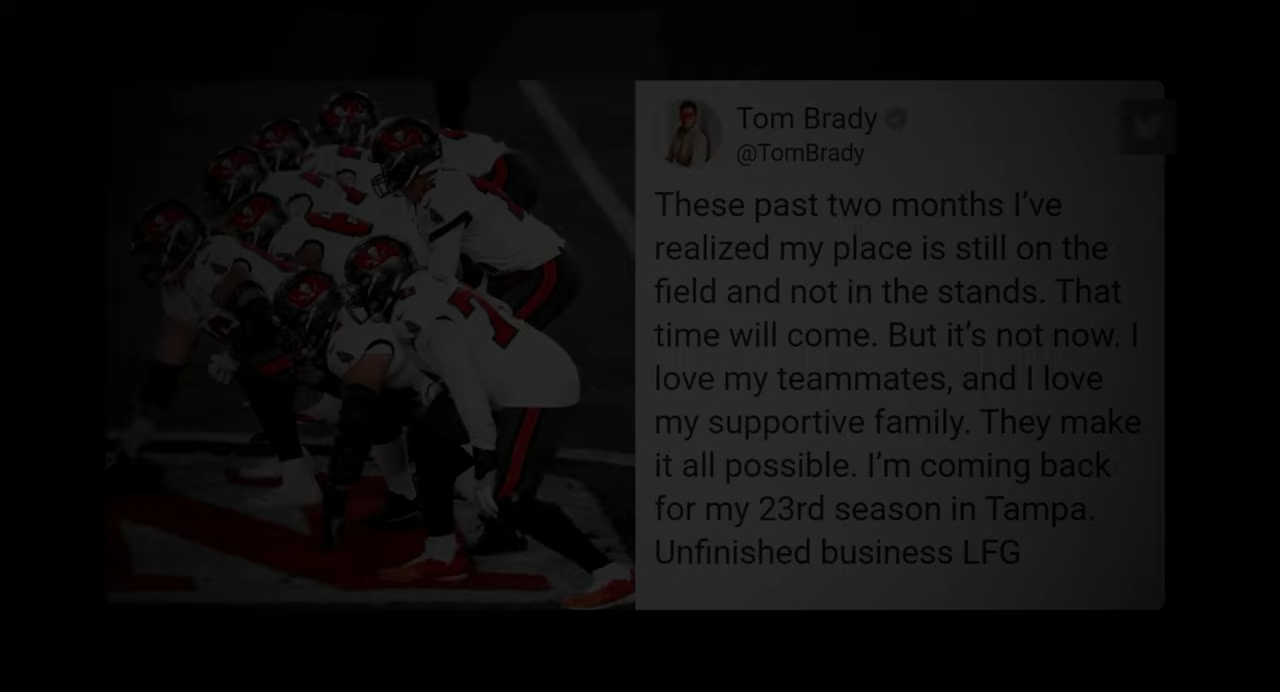 Tom Brady
@TomBrady
These past two months I’ve
realized my place is still on the
field and not in the stands. That
time will come. But it’s not now. I
love my teammates, and I love
my supportive family. They make
it all possible. I’m coming back
for my 23rd season in Tampa.
Unfinished business LFG